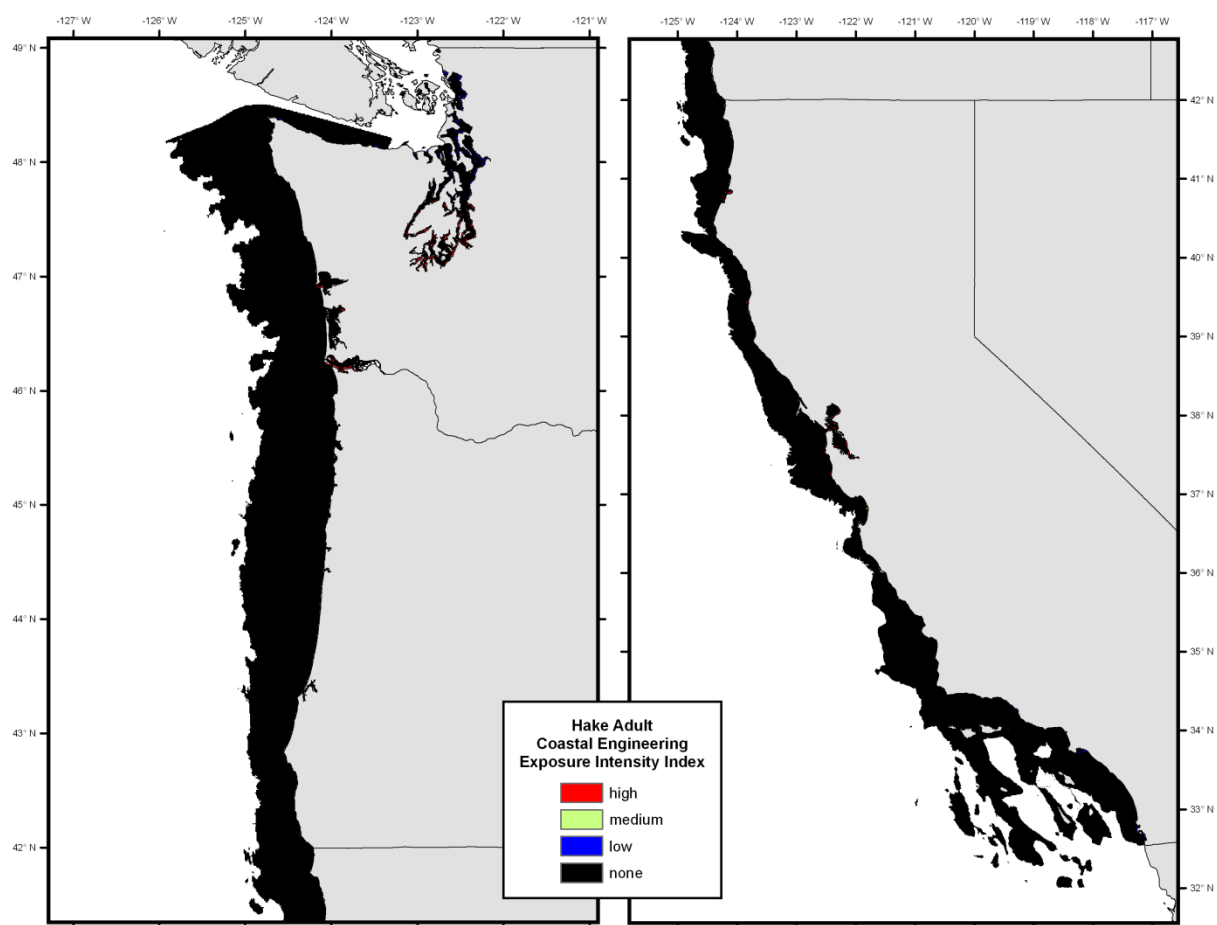 -127° W -126° W -125° W -124° W -123° W -122° W -121° W
-125° W -124° W -123° W -122° W -121° W -120° W -119° W -118° W -117° W
49° N
48° N
47° N
46° N
45° N
44° N
43° N
42° N
42° N
41° N
40° N
39° N
38° N
37° N
36° N
35° N
34° N
33° N
32° N
Hake Adult
Coastal Engineering
Exposure Intensity Index
high
medium
low
none